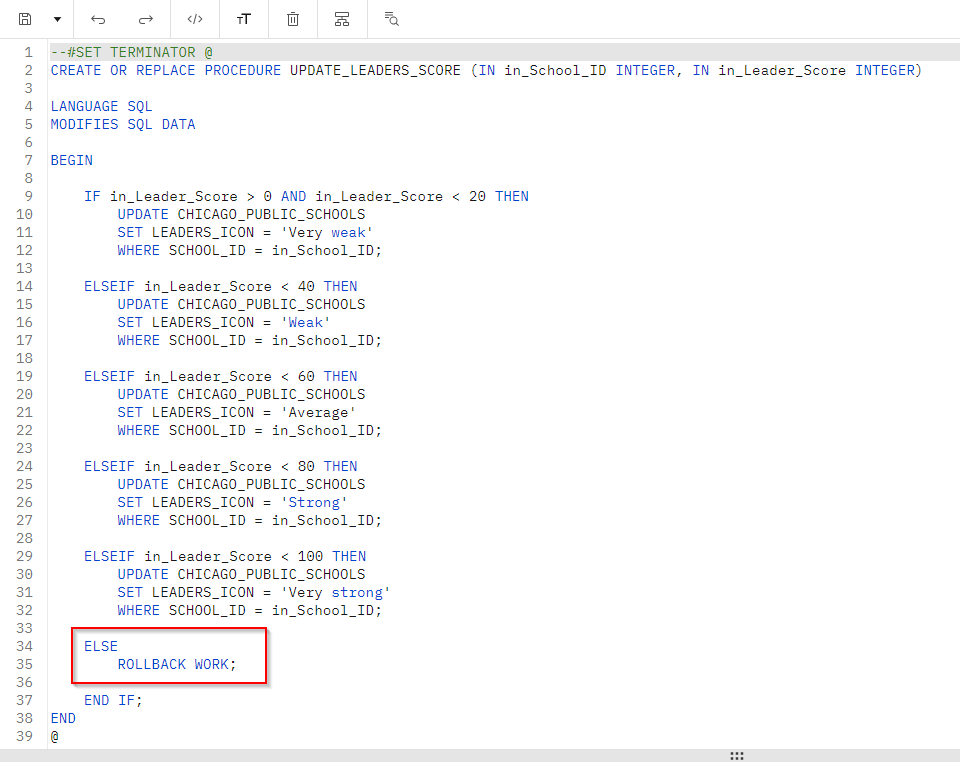 1 --#SET TERMINATOR @
2 CREATE OR REPLACE PROCEDURE UPDATE_LEADERS_SCORE (IN in_School_ID INTEGER, IN in_Leader_Score INTEGER)
3
4 LANGUAGE SQL
5 MODIFIES SQL DATA
6
7 BEGIN
8
9 IF in_Leader_Score > 0 AND in_Leader_Score < 20 THEN
10 UPDATE CHICAGO_PUBLIC_SCHOOLS
11 SET LEADERS_ICON = 'Very weak'
12 WHERE SCHOOL_ID = in_School_ID;
13
14 ELSEIF in_Leader_Score < 40 THEN
15 UPDATE CHICAGO_PUBLIC_SCHOOLS
16 SET LEADERS_ICON = 'Weak'
17 WHERE SCHOOL_ID = in_School_ID;
18
19 ELSEIF in_Leader_Score < 60 THEN
20 UPDATE CHICAGO_PUBLIC_SCHOOLS
21 SET LEADERS_ICON = 'Average'
22 WHERE SCHOOL_ID = in_School_ID;
23
24 ELSEIF in_Leader_Score < 80 THEN
25 UPDATE CHICAGO_PUBLIC_SCHOOLS
26 SET LEADERS_ICON = 'Strong'
27 WHERE SCHOOL_ID = in_School_ID;
28
29 ELSEIF in_Leader_Score < 100 THEN
30 UPDATE CHICAGO_PUBLIC_SCHOOLS
31 SET LEADERS_ICON = 'Very strong'
32 WHERE SCHOOL_ID = in_School_ID;
33
34 ELSE
35 ROLLBACK WORK;
36
37 END IF;
38 END
39 @